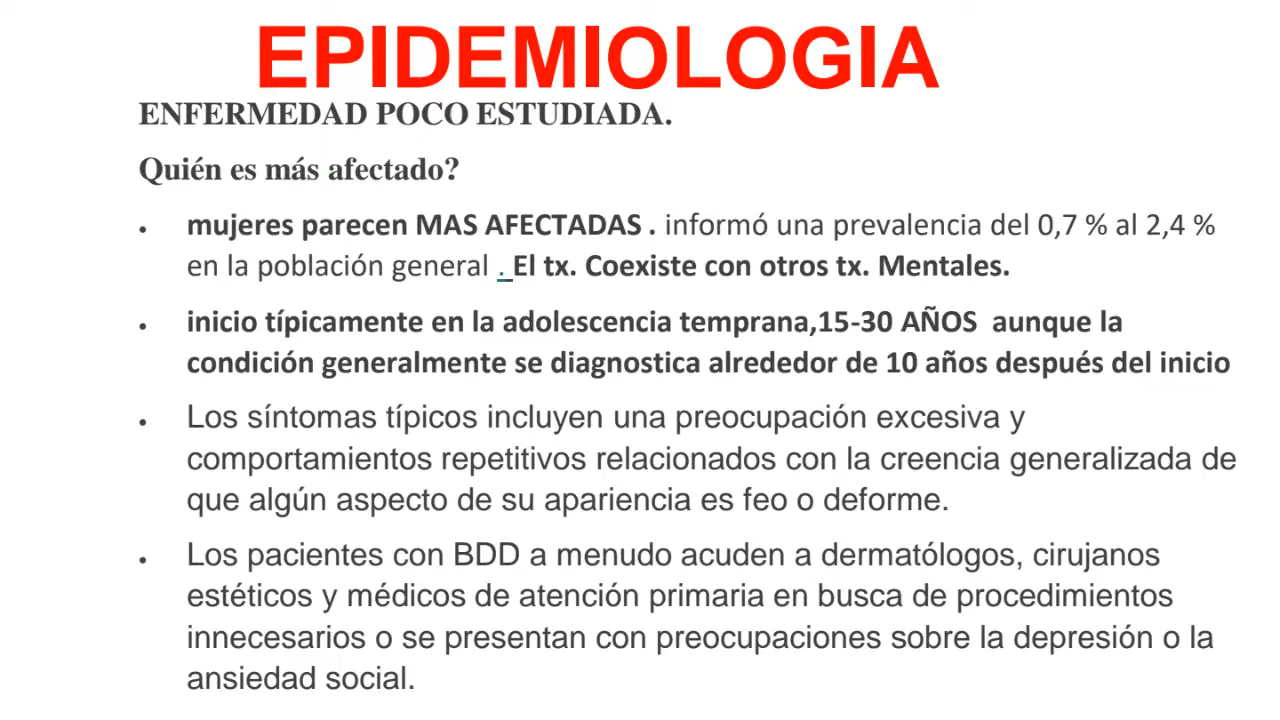 EPIDEMIOLOGIA
ENFERMEDAD POCO ESTUDIADA.
Quién es más afectado?
• mujeres parecen MAS AFECTADAS . informó una prevalencia del 0,7 % al 2,4 %
en la población general . El tx. Coexiste con otros tx. Mentales.
• inicio típicamente en la adolescencia temprana,15-30 AÑOS aunque la
condición generalmente se diagnostica alrededor de 10 años después del inicio
• Los síntomas típicos incluyen una preocupación excesiva y
comportamientos repetitivos relacionados con la creencia generalizada de
que algún aspecto de su apariencia es feo o deforme.
• Los pacientes con BDD a menudo acuden a dermatólogos, cirujanos
estéticos y médicos de atención primaria en busca de procedimientos
innecesarios o se presentan con preocupaciones sobre la depresión o la
ansiedad social.